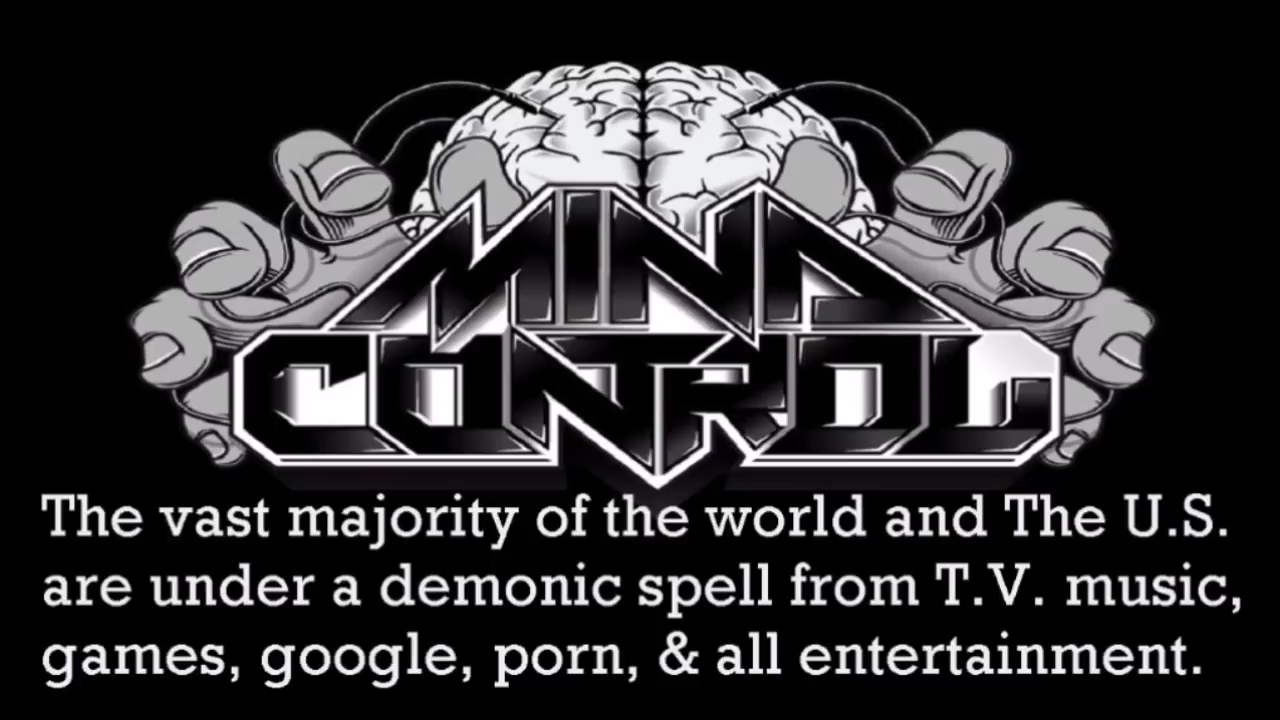 MIND
CONTROL
The vast majority of the world and The U.S.
are under a demonic spell from T.V. music,
games, google, porn, & all entertainment.